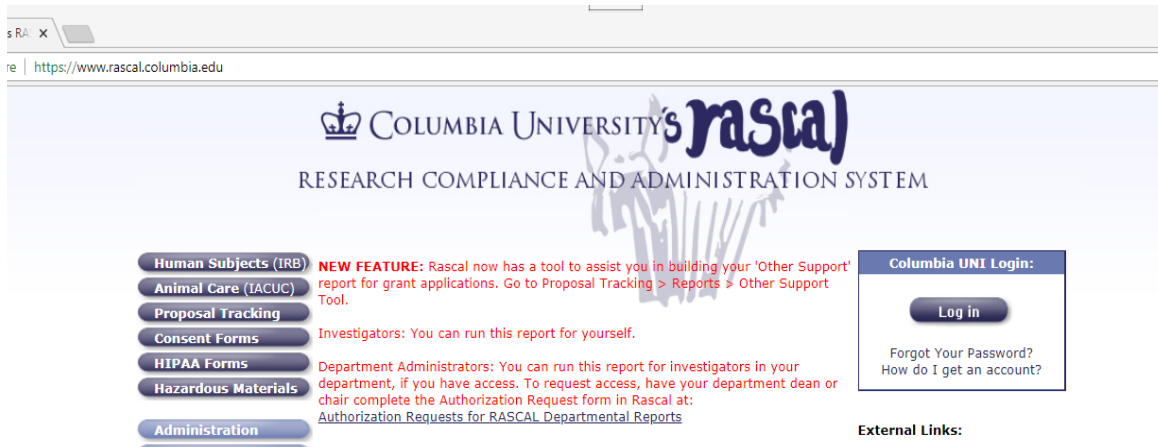 s RA
re | https://www.rascal.columbia.edu
COLUMBIA UNIVERSITY'S rascal
RESEARCH COMPLIANCE AND ADMINISTRATION SYSTEM
Human Subjects (IRB)
Animal Care (IACUC)
Proposal Tracking
Consent Forms
HIPAA Forms
Hazardous Materials
Administration
NEW FEATURE: Rascal now has a tool to assist you in building your 'Other Support'
report for grant applications. Go to Proposal Tracking > Reports > Other Support
Tool.
Investigators: You can run this report for yourself.
Department Administrators: You can run this report for investigators in your
department, if you have access. To request access, have your department dean or
chair complete the Authorization Request form in Rascal at:
Authorization Requests for RASCAL Departmental Reports
Columbia UNI Login:
Log in
Forgot Your Password?
How do I get an account?
External Links: